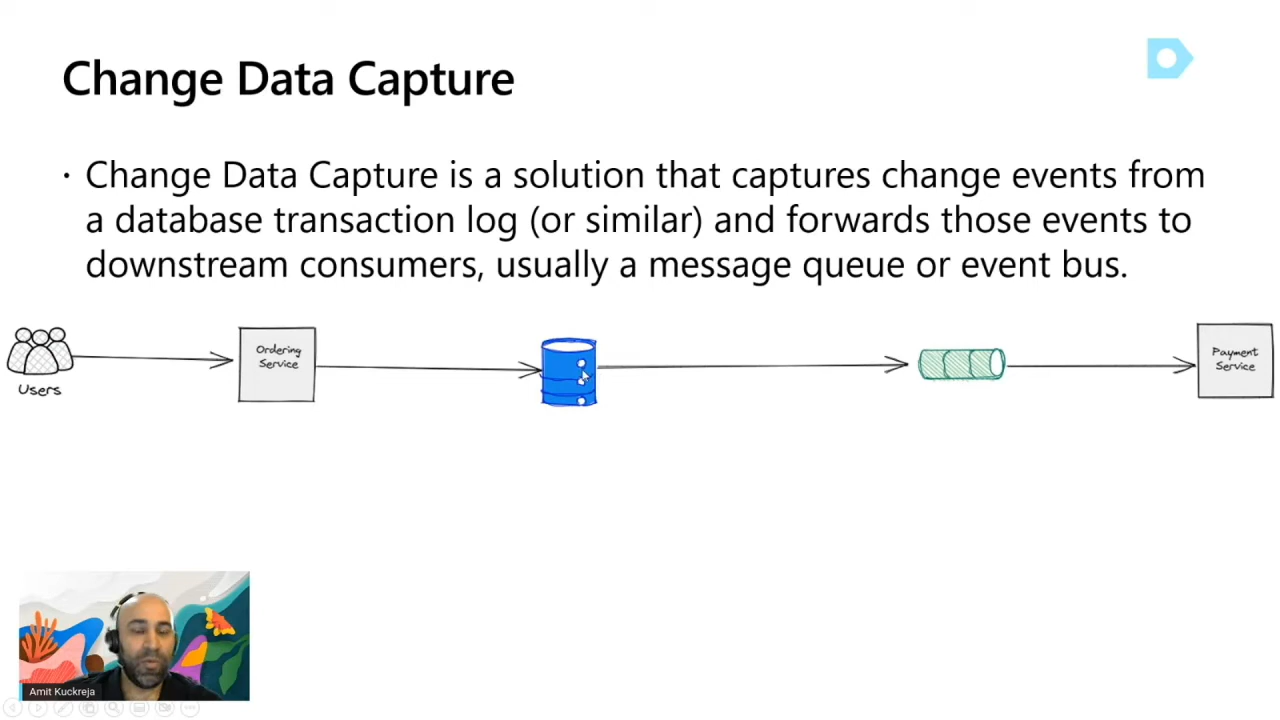 Change Data Capture
• Change Data Capture is a solution that captures change events from
a database transaction log (or similar) and forwards those events to
downstream consumers, usually a message queue or event bus.
Users
Ordering
Service
Payment
Service
Amit Kuckreja